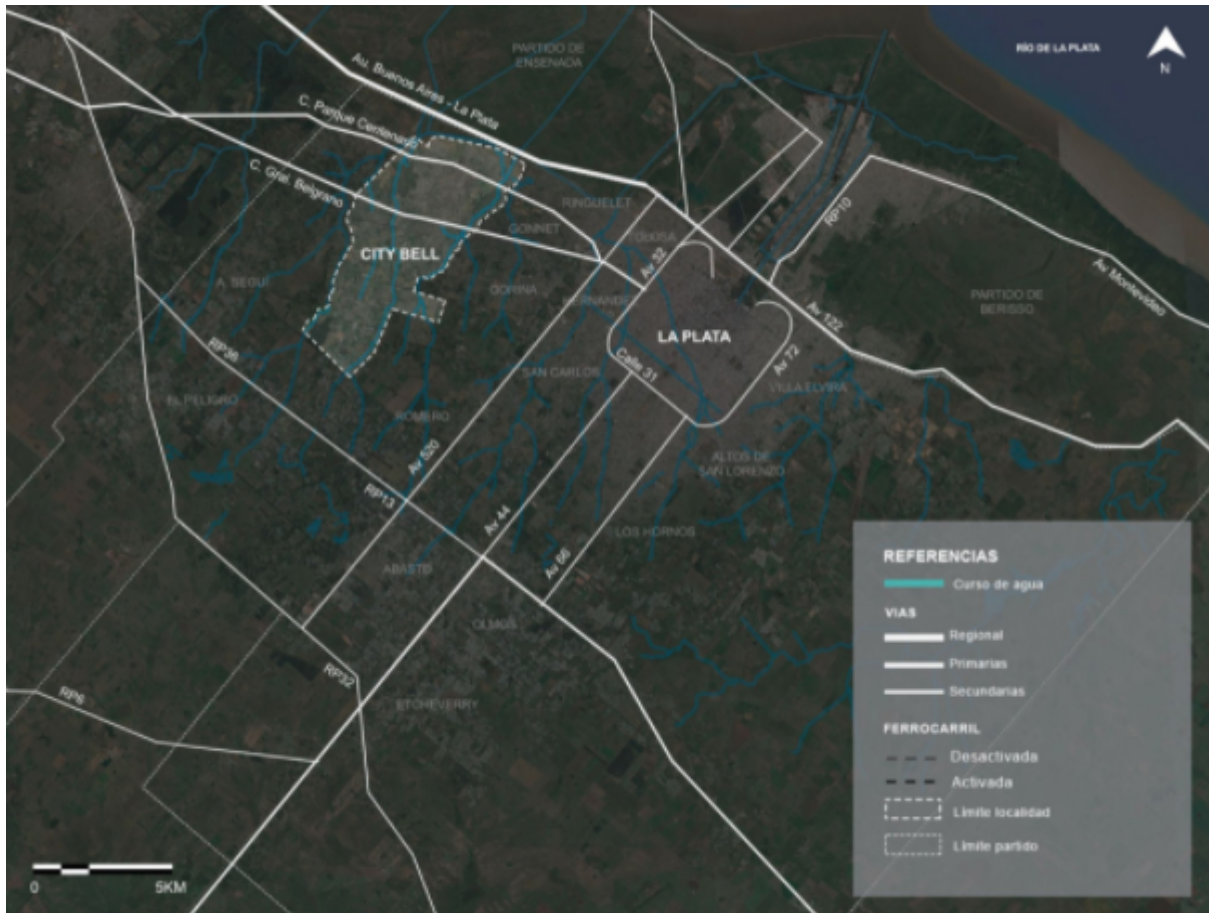 PARTIDO DE
ENSENADA
RÍO DE LA PLATA
N
Au. Buenos Aires - La Plata
C. Parque Centenario
C. Gral. Belgrano
RINGUELET
GONNET
TOLOSA
RP10
CITY BELL
Av 32
Av. Montevideo
A. SEGUI
GORINA
HERNANDEZ
PARTIDO DE
BERISSO
LA PLATA
Av 122
RP36
Calle 31
Av 72
SAN CARLOS
VILLA ELVIRA
EL PELIGRO
ROMERO
Av 520
ALTOS DE
SAN LORENZO
RP13
Av 44
LOS HORNOS
Av 66
ABASTO
OLMOS
RP32
RP6
ETCHEVERRY
REFERENCIAS
Curso de agua
VIAS
Regional
Primarias
Secundarias
FERROCARRIL
Desactivada
Activada
Límite localidad
Límite partido
0 5KM